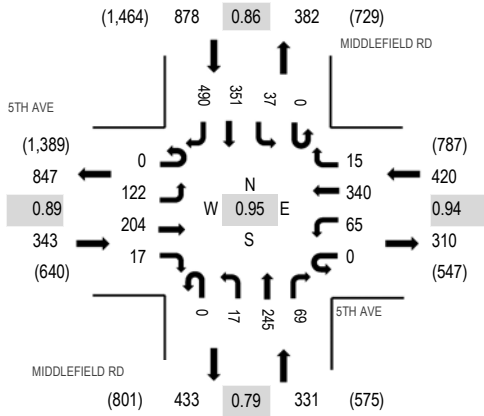 (1,464) 878 0.86 382 (729)
MIDDLEFIELD RD
5TH AVE
490 351 37 0
(1,389) (787)
0 15
847 420
122 340
N
0.89 W 0.95 E 0.94
204 65
S
343 310
17 0
(640) (547)
0 17 245 69
5TH AVE
MIDDLEFIELD RD
(801) 433 0.79 331 (575)